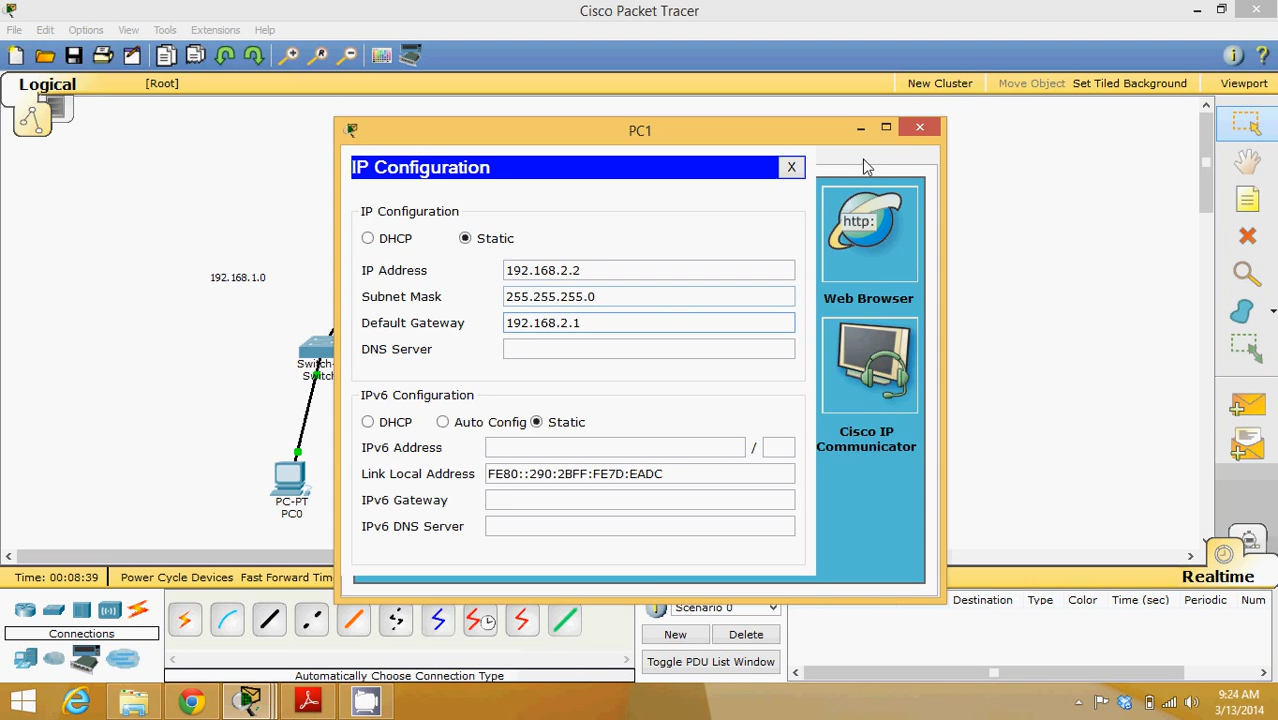 Cisco Packet Tracer
File Edit Options View Tools Extensions Help
Logical [Root] New Cluster Move Object Set Tiled Background Viewport
PC1
IP Configuration X
IP Configuration
DHCP Static
IP Address 192.168.2.2
Subnet Mask 255.255.255.0
Default Gateway 192.168.2.1
DNS Server
IPv6 Configuration
DHCP Auto Config Static
IPv6 Address /
Link Local Address FE80::290:2BFF:FE7D:EADC
IPv6 Gateway
IPv6 DNS Server
http:
Web Browser
Cisco IP
Communicator
192.168.1.0
Switch-
Switch
PC-PT
PC0
Time: 00:08:39 Power Cycle Devices Fast Forward Tim
Realtime
Connections
Automatically Choose Connection Type
Scenario 0
New Delete
Toggle PDU List Window
Destination Type Color Time (sec) Periodic Num
9:24 AM
3/13/2014